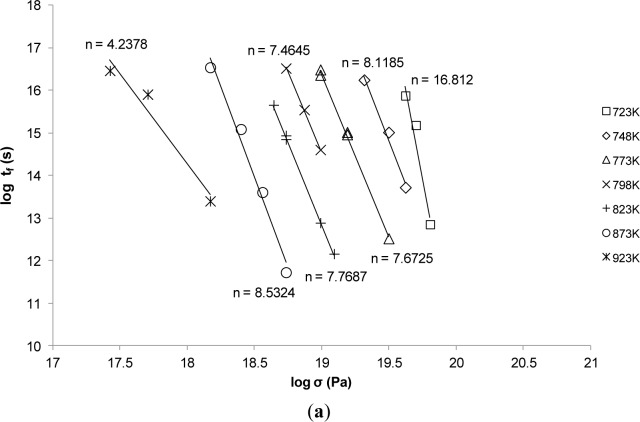 18
17
16
15
14
13
12
11
10
log tf (s)
n = 4.2378
n = 7.4645
n = 8.1185
n = 16.812
n = 8.5324
n = 7.7687
n = 7.6725
723K
748K
773K
798K
823K
873K
923K
17 17.5 18 18.5 19 19.5 20 20.5 21
log σ (Pa)
(a)